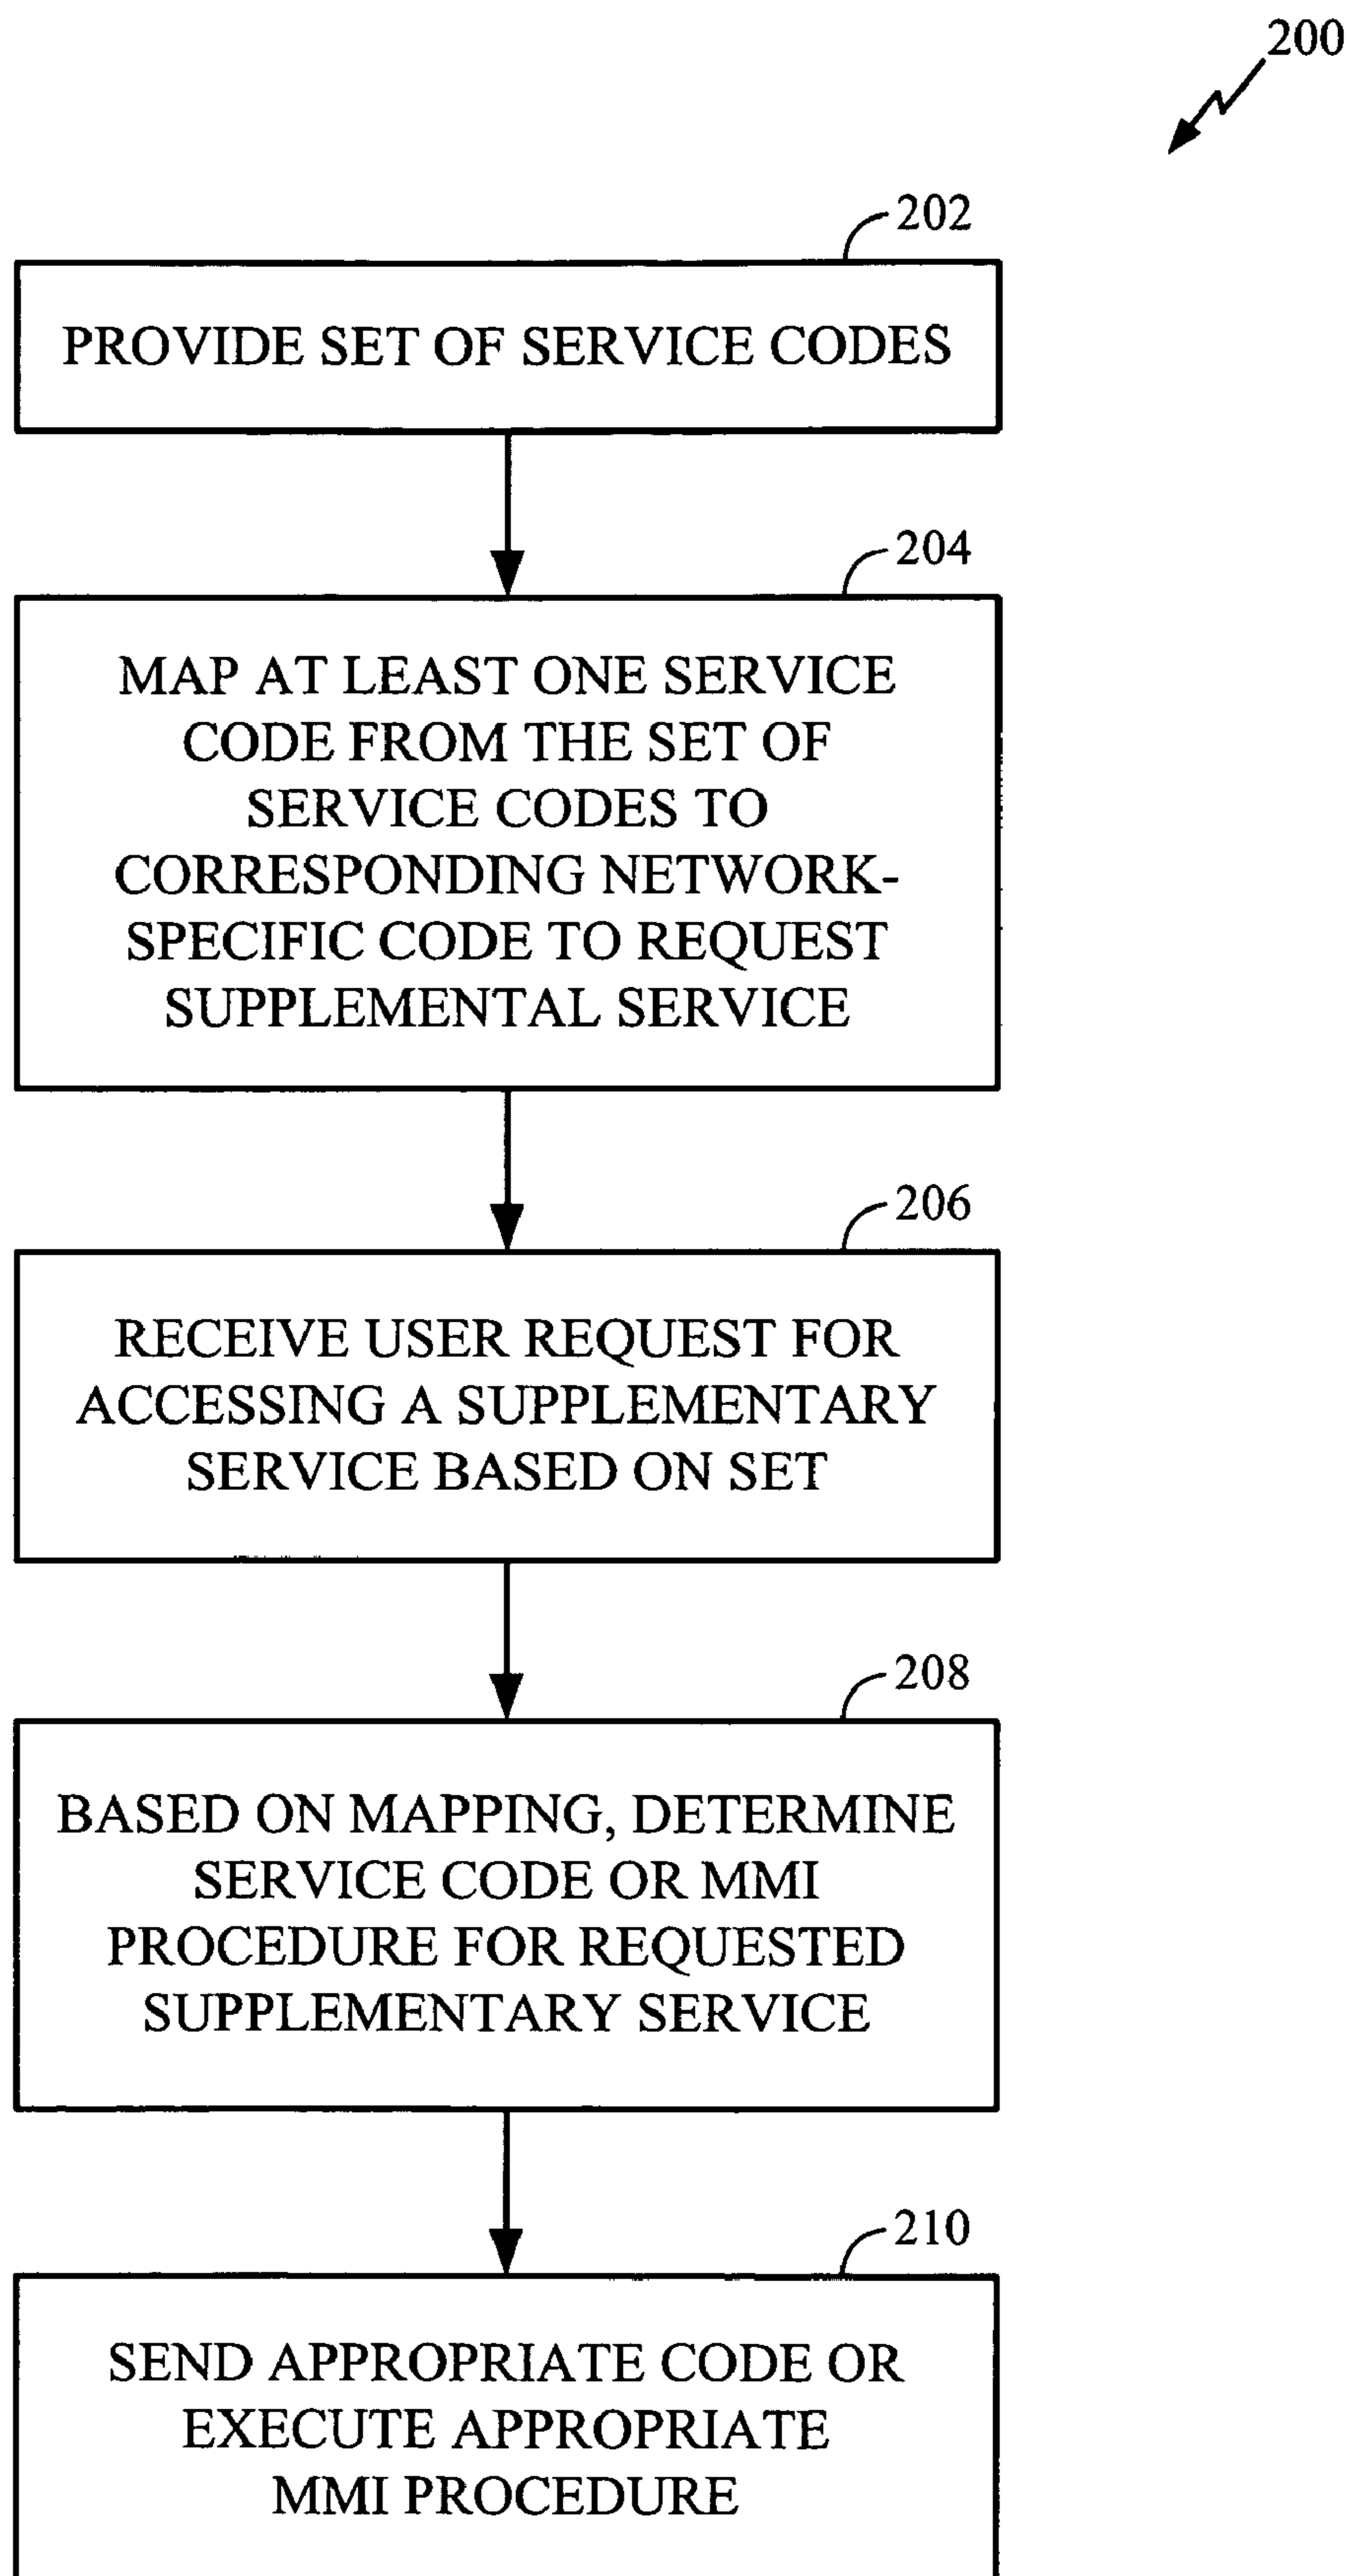 200
202
PROVIDE SET OF SERVICE CODES
204
MAP AT LEAST ONE SERVICE
CODE FROM THE SET OF
SERVICE CODES TO
CORRESPONDING NETWORK-
SPECIFIC CODE TO REQUEST
SUPPLEMENTAL SERVICE
206
RECEIVE USER REQUEST FOR
ACCESSING A SUPPLEMENTARY
SERVICE BASED ON SET
208
BASED ON MAPPING, DETERMINE
SERVICE CODE OR MMI
PROCEDURE FOR REQUESTED
SUPPLEMENTARY SERVICE
210
SEND APPROPRIATE CODE OR
EXECUTE APPROPRIATE
MMI PROCEDURE